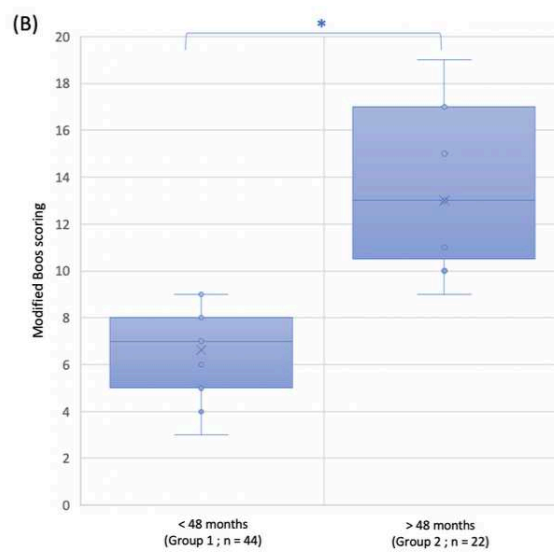 (B)
*
20
18
16
14
12
10
8
6
4
2
0
Modified Boos scoring
< 48 months
(Group 1 ; n = 44)
> 48 months
(Group 2 ; n = 22)